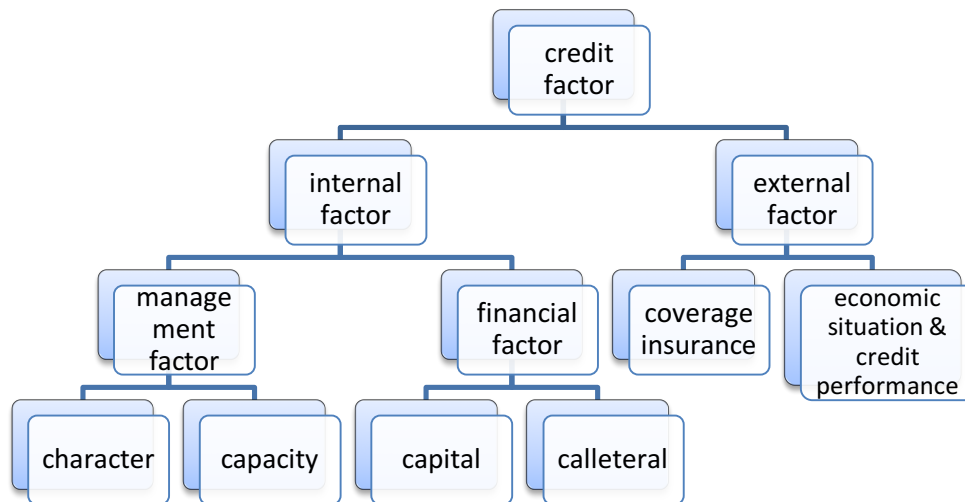 credit
factor
internal
factor
external
factor
manage
ment
factor
financial
factor
coverage
insurance
economic
situation &
credit
performance
character
capacity
capital
calleteral